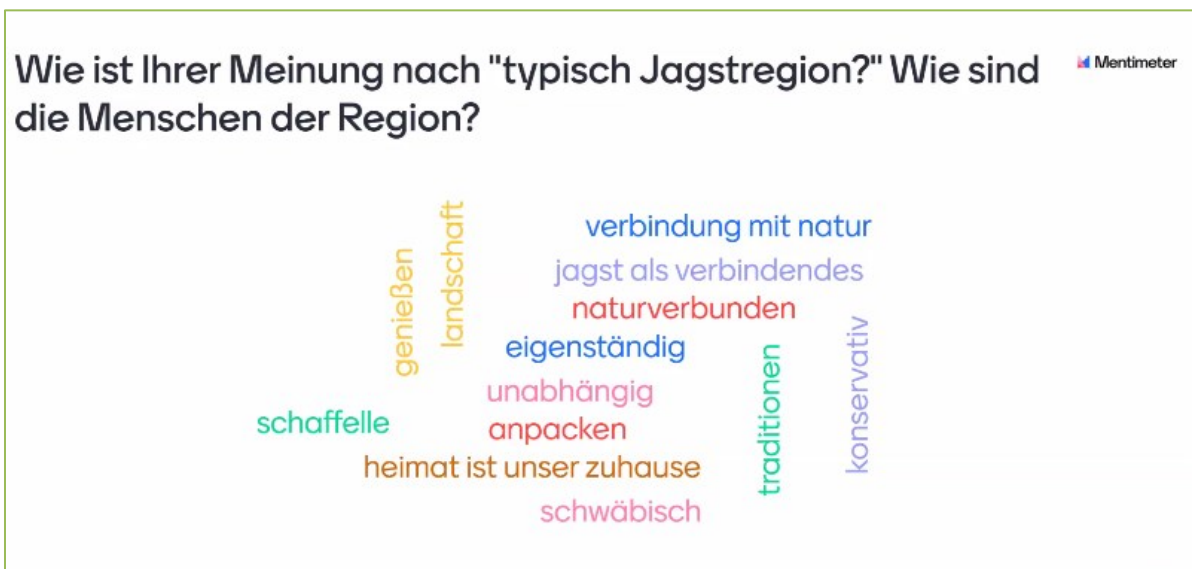 Wie ist Ihrer Meinung nach "typisch Jagstregion?" Wie sind
die Menschen der Region?
Mentimeter
landschaft
genießen
verbindung mit natur
jagst als verbindendes
naturverbunden
eigenständig
unabhängig
schaffelle
anpacken
traditionen
konservativ
heimat ist unser zuhause
schwäbisch